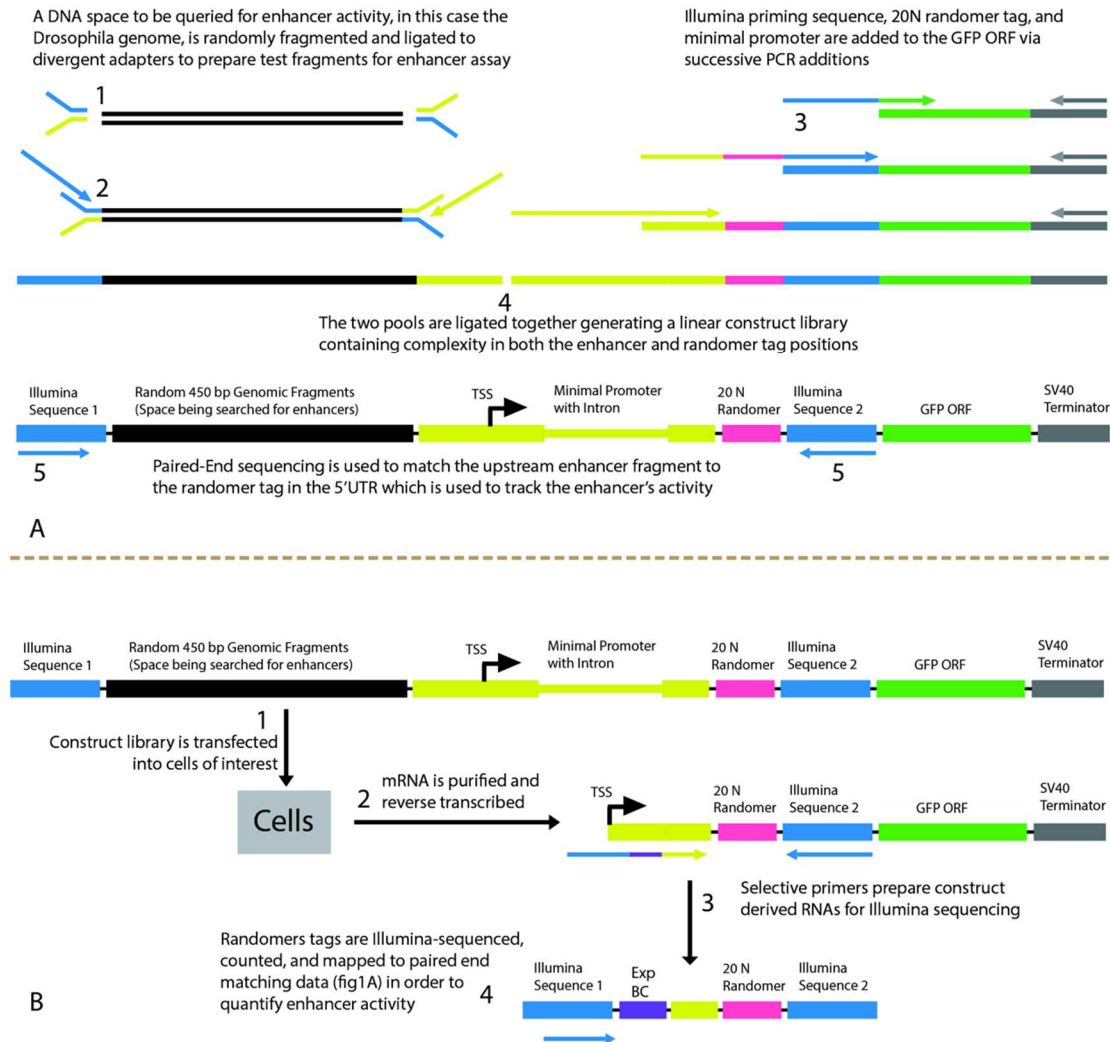 A DNA space to be queried for enhancer activity, in this case the
Drosophila genome, is randomly fragmented and ligated to
divergent adapters to prepare test fragments for enhancer assay
Illumina priming sequence, 20N randomer tag, and
minimal promoter are added to the GFP ORF via
successive PCR additions
1
3
2
4
The two pools are ligated together generating a linear construct library
containing complexity in both the enhancer and randomer tag positions
Illumina
Sequence 1
Random 450 bp Genomic Fragments
(Space being searched for enhancers)
TSS
Minimal Promoter
with Intron
20 N
Randomer
Illumina
Sequence 2
GFP ORF
SV40
Terminator
5
Paired-End sequencing is used to match the upstream enhancer fragment to
the randomer tag in the 5'UTR which is used to track the enhancer's activity
5
A
Illumina
Sequence 1
Random 450 bp Genomic Fragments
(Space being searched for enhancers)
TSS
Minimal Promoter
with Intron
20 N
Randomer
Illumina
Sequence 2
GFP ORF
SV40
Terminator
1
Construct library is transfected
into cells of interest
Cells
2
mRNA is purified and
reverse transcribed
TSS
20 N
Randomer
Illumina
Sequence 2
GFP ORF
SV40
Terminator
3
Selective primers prepare construct
derived RNAs for Illumina sequencing
Randomers tags are Illumina-sequenced,
counted, and mapped to paired end
matching data (fig1A) in order to
quantify enhancer activity
4
Illumina
Sequence 1
Exp
BC
20 N
Randomer
Illumina
Sequence 2
B